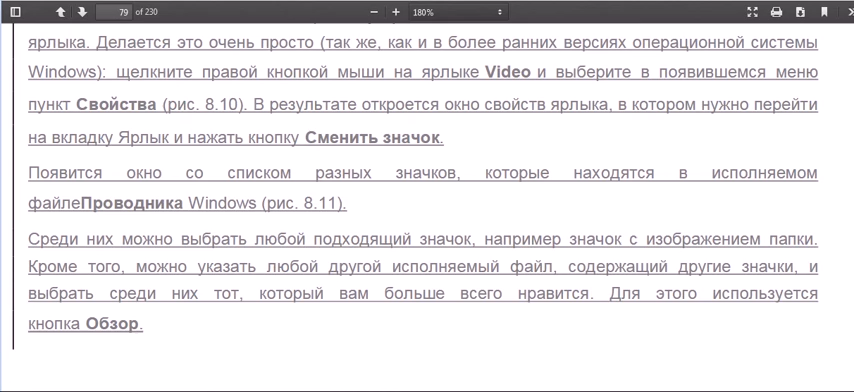 79 of 230 180%
ярлыка. Делается это очень просто (так же, как и в более ранних версиях операционной системы
Windows): щелкните правой кнопкой мыши на ярлыке Video и выберите в появившемся меню
пункт Свойства (рис. 8.10). В результате откроется окно свойств ярлыка, в котором нужно перейти
на вкладку Ярлык и нажать кнопку Сменить значок.
Появится окно со списком разных значков, которые находятся в исполняемом
файлеПроводника Windows (рис. 8.11).
Среди них можно выбрать любой подходящий значок, например значок с изображением папки.
Кроме того, можно указать любой другой исполняемый файл, содержащий другие значки, и
выбрать среди них тот, который вам больше всего нравится. Для этого используется
кнопка Обзор.